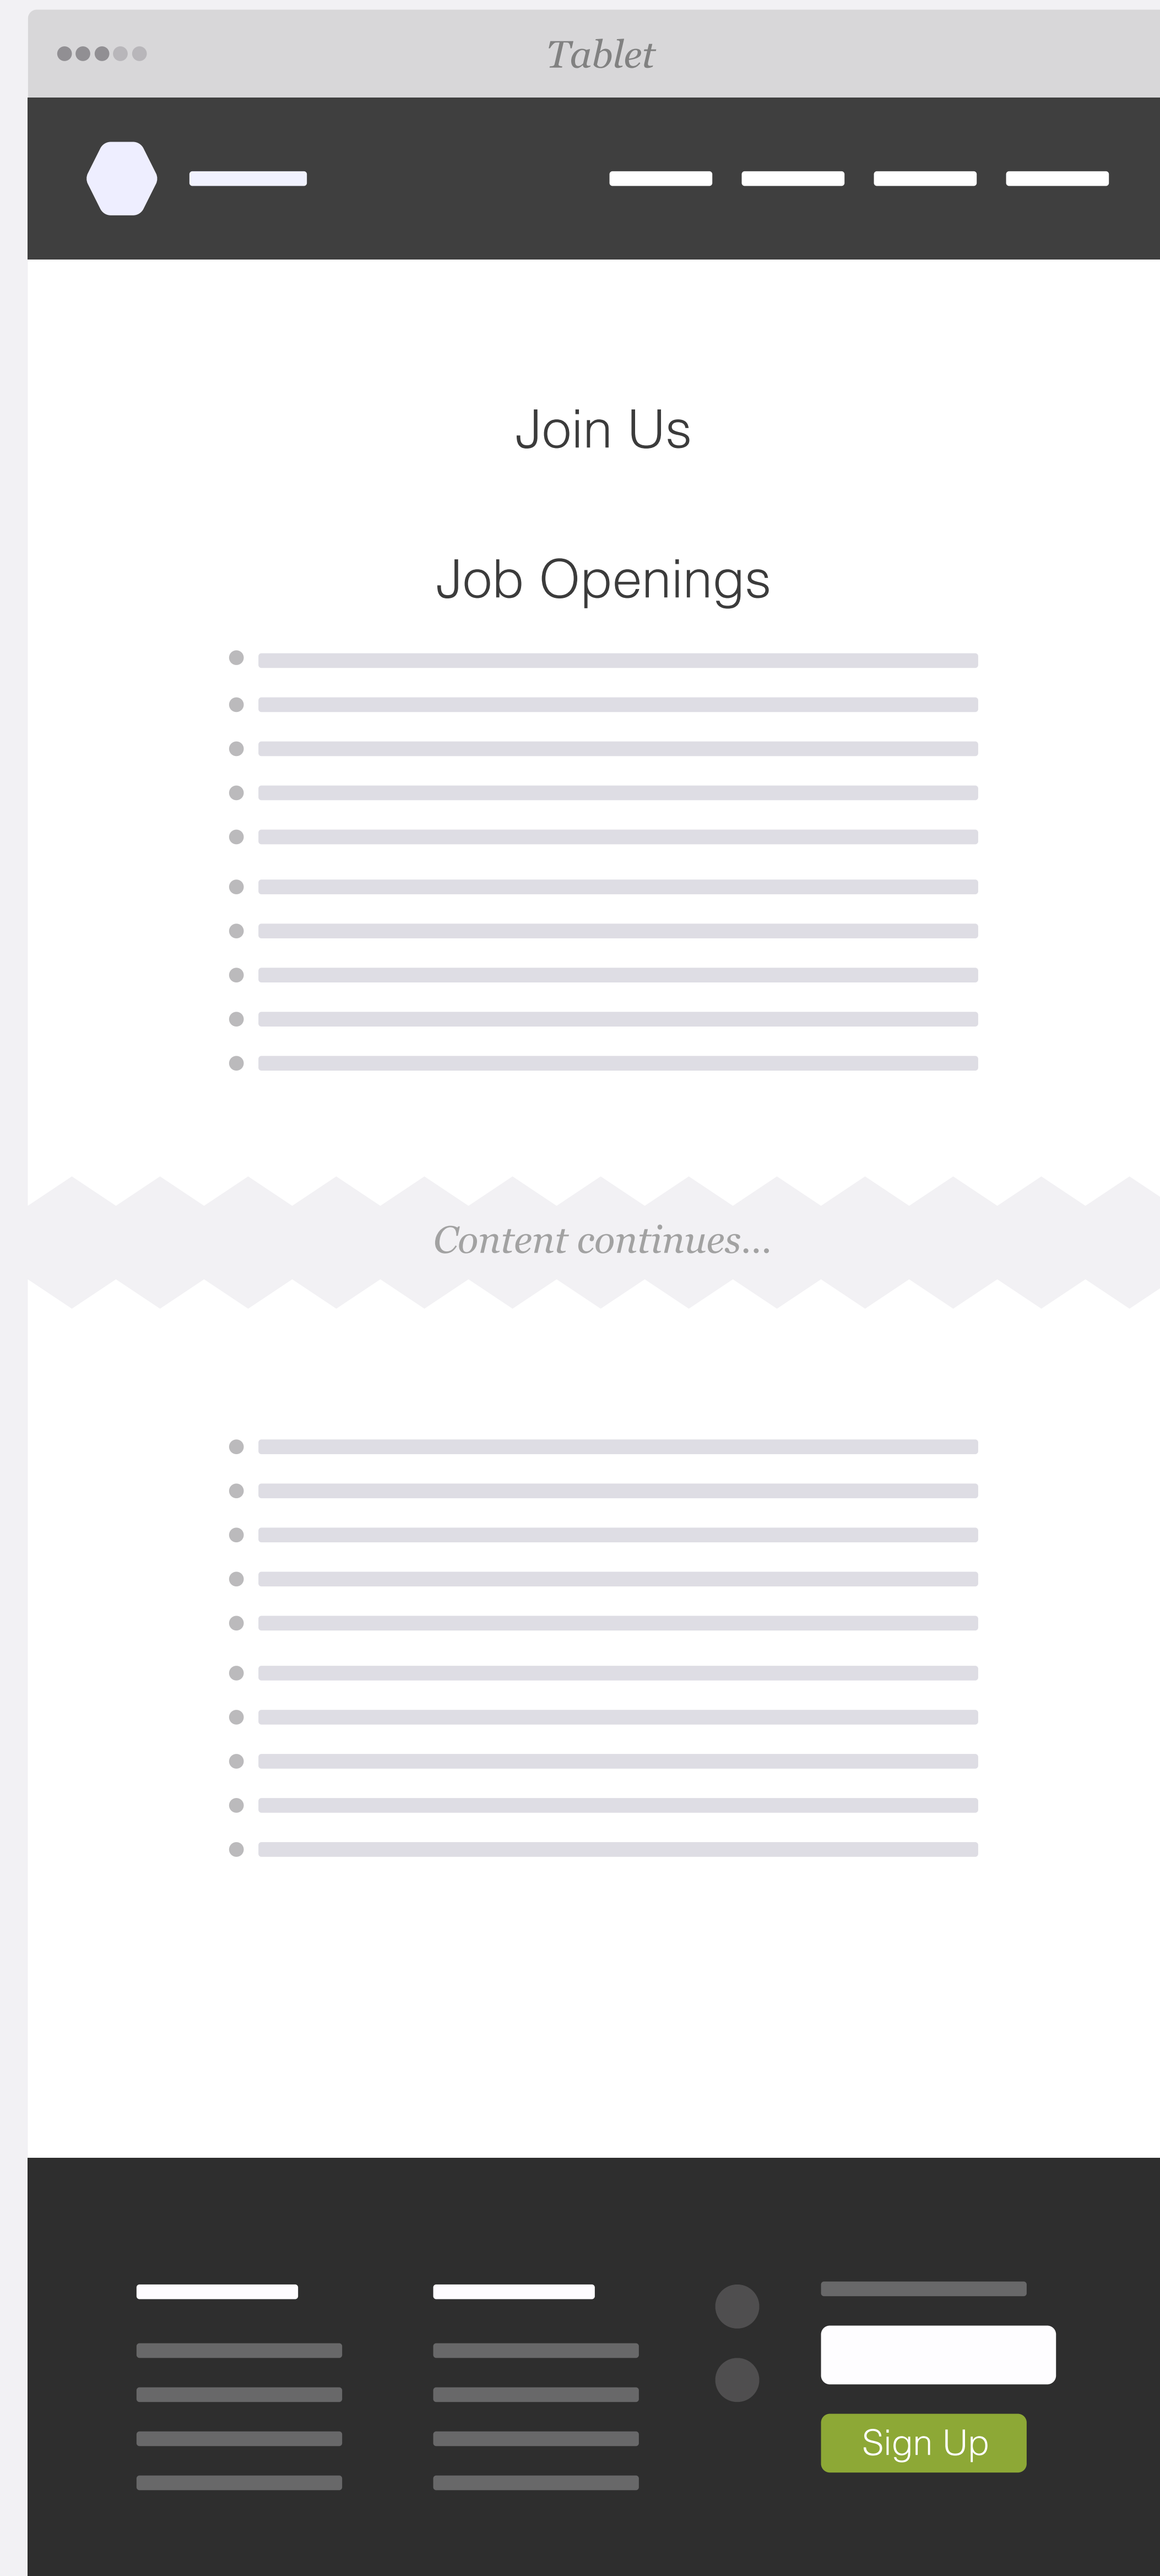 Tablet
Join Us
Job Openings
Content continues...
Sign Up